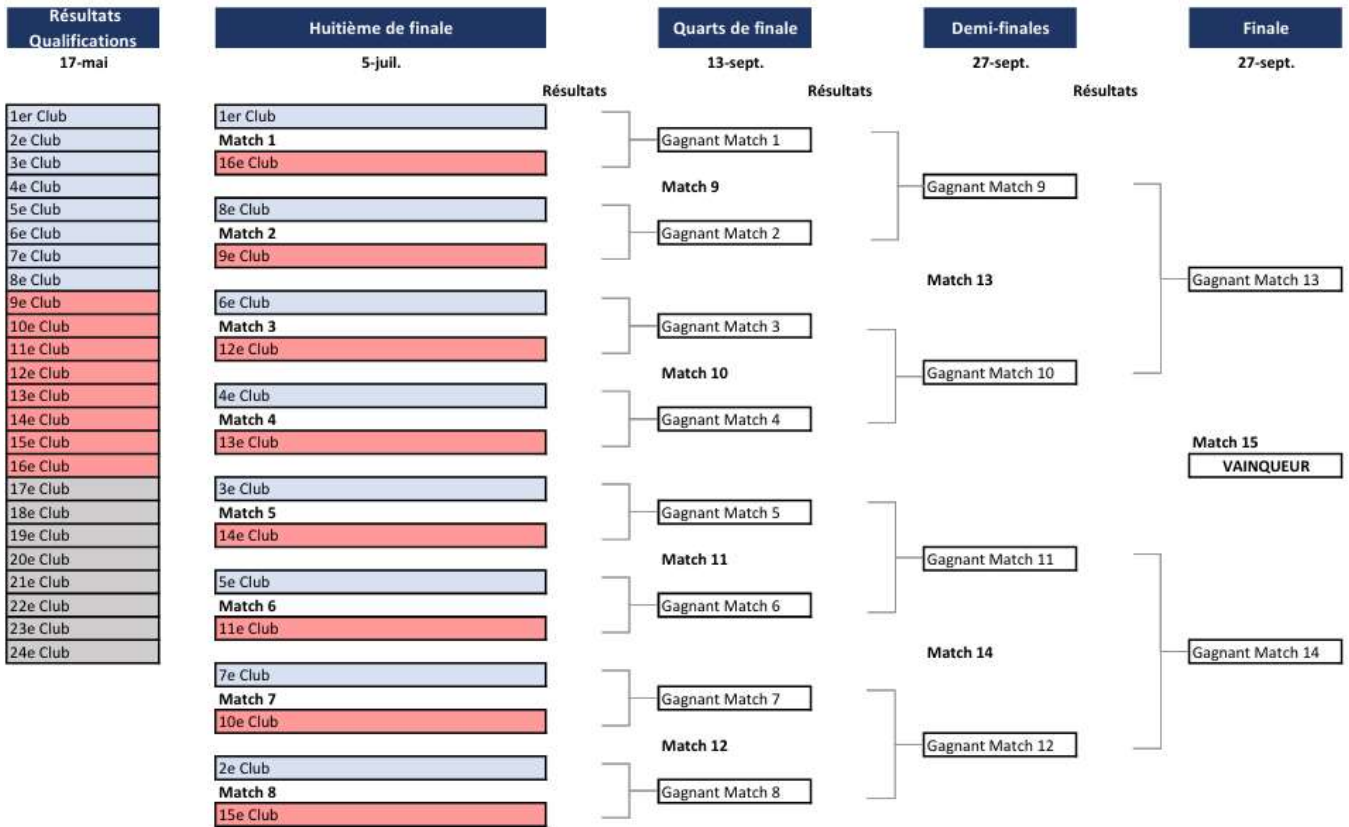 Résultats
Qualifications
17-mai
1er Club
2e Club
3e Club
4e Club
5e Club
6e Club
7e Club
8e Club
9e Club
10e Club
11e Club
12e Club
13e Club
14e Club
15e Club
16e Club
17e Club
18e Club
19e Club
20e Club
21e Club
22e Club
23e Club
24e Club
Huitième de finale
5-juil.
Résultats
1er Club
Match 1
16e Club
8e Club
Match 2
9e Club
6e Club
Match 3
12e Club
4e Club
Match 4
13e Club
3e Club
Match 5
14e Club
5e Club
Match 6
11e Club
7e Club
Match 7
10e Club
2e Club
Match 8
15e Club
Quarts de finale
13-sept.
Résultats
Gagnant Match 1
Match 9
Gagnant Match 2
Gagnant Match 3
Match 10
Gagnant Match 4
Gagnant Match 5
Match 11
Gagnant Match 6
Gagnant Match 7
Match 12
Gagnant Match 8
Demi-finales
27-sept.
Résultats
Gagnant Match 9
Match 13
Gagnant Match 10
Gagnant Match 11
Match 14
Gagnant Match 12
Finale
27-sept.
Gagnant Match 13
Match 15
VAINQUEUR
Gagnant Match 14